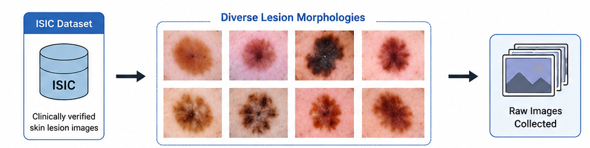 ISIC Dataset
ISIC
Clinically verified
skin lesion images
Diverse Lesion Morphologies
Raw Images
Collected